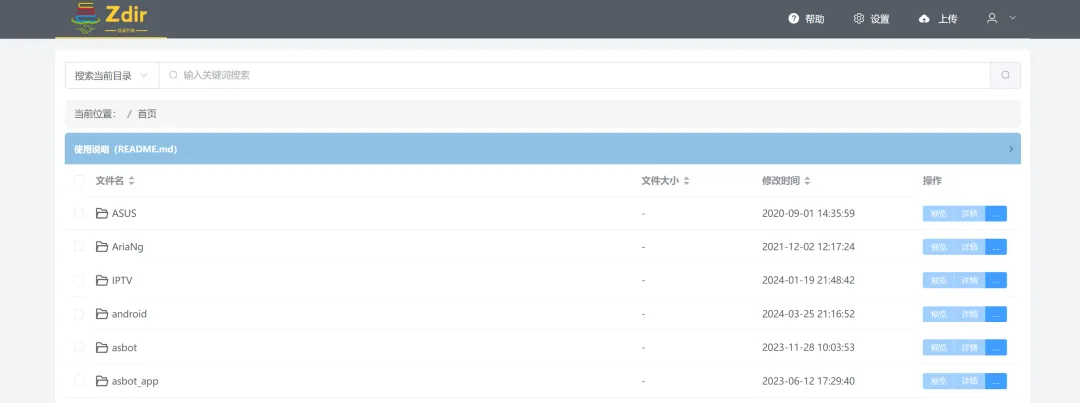 Zdir 帮助 设置 上传
搜索当前目录 输入关键词搜索
当前位置: / 首页
使用说明（README.md）
文件名 文件大小 修改时间 操作
ASUS - 2020-09-01 14:35:59 预览 详情 ...
AriaNg - 2021-12-02 12:17:24 预览 详情 ...
IPTV - 2024-01-19 21:48:42 预览 详情 ...
android - 2024-03-25 21:16:52 预览 详情 ...
asbot - 2023-11-28 10:03:53 预览 详情 ...
asbot_app - 2023-06-12 17:29:40 预览 详情 ...